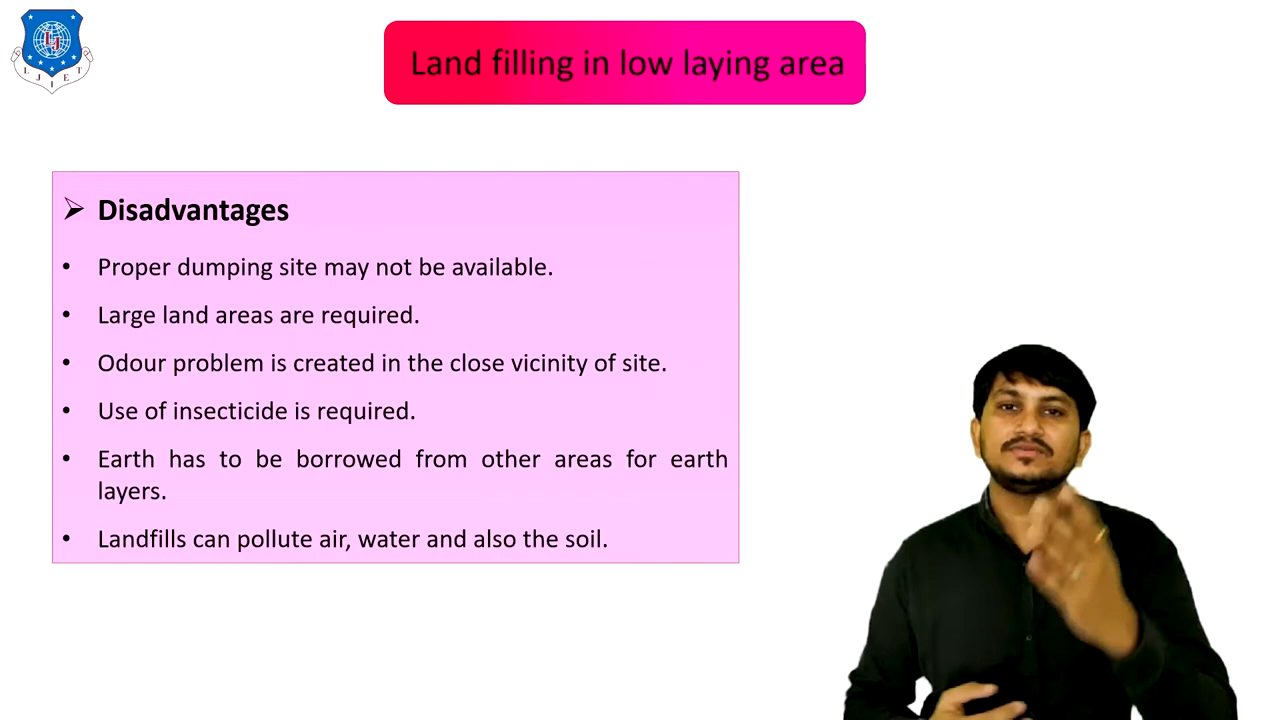 LJIET
Land filling in low laying area
➢ Disadvantages
• Proper dumping site may not be available.
• Large land areas are required.
• Odour problem is created in the close vicinity of site.
• Use of insecticide is required.
• Earth has to be borrowed from other areas for earth
layers.
• Landfills can pollute air, water and also the soil.